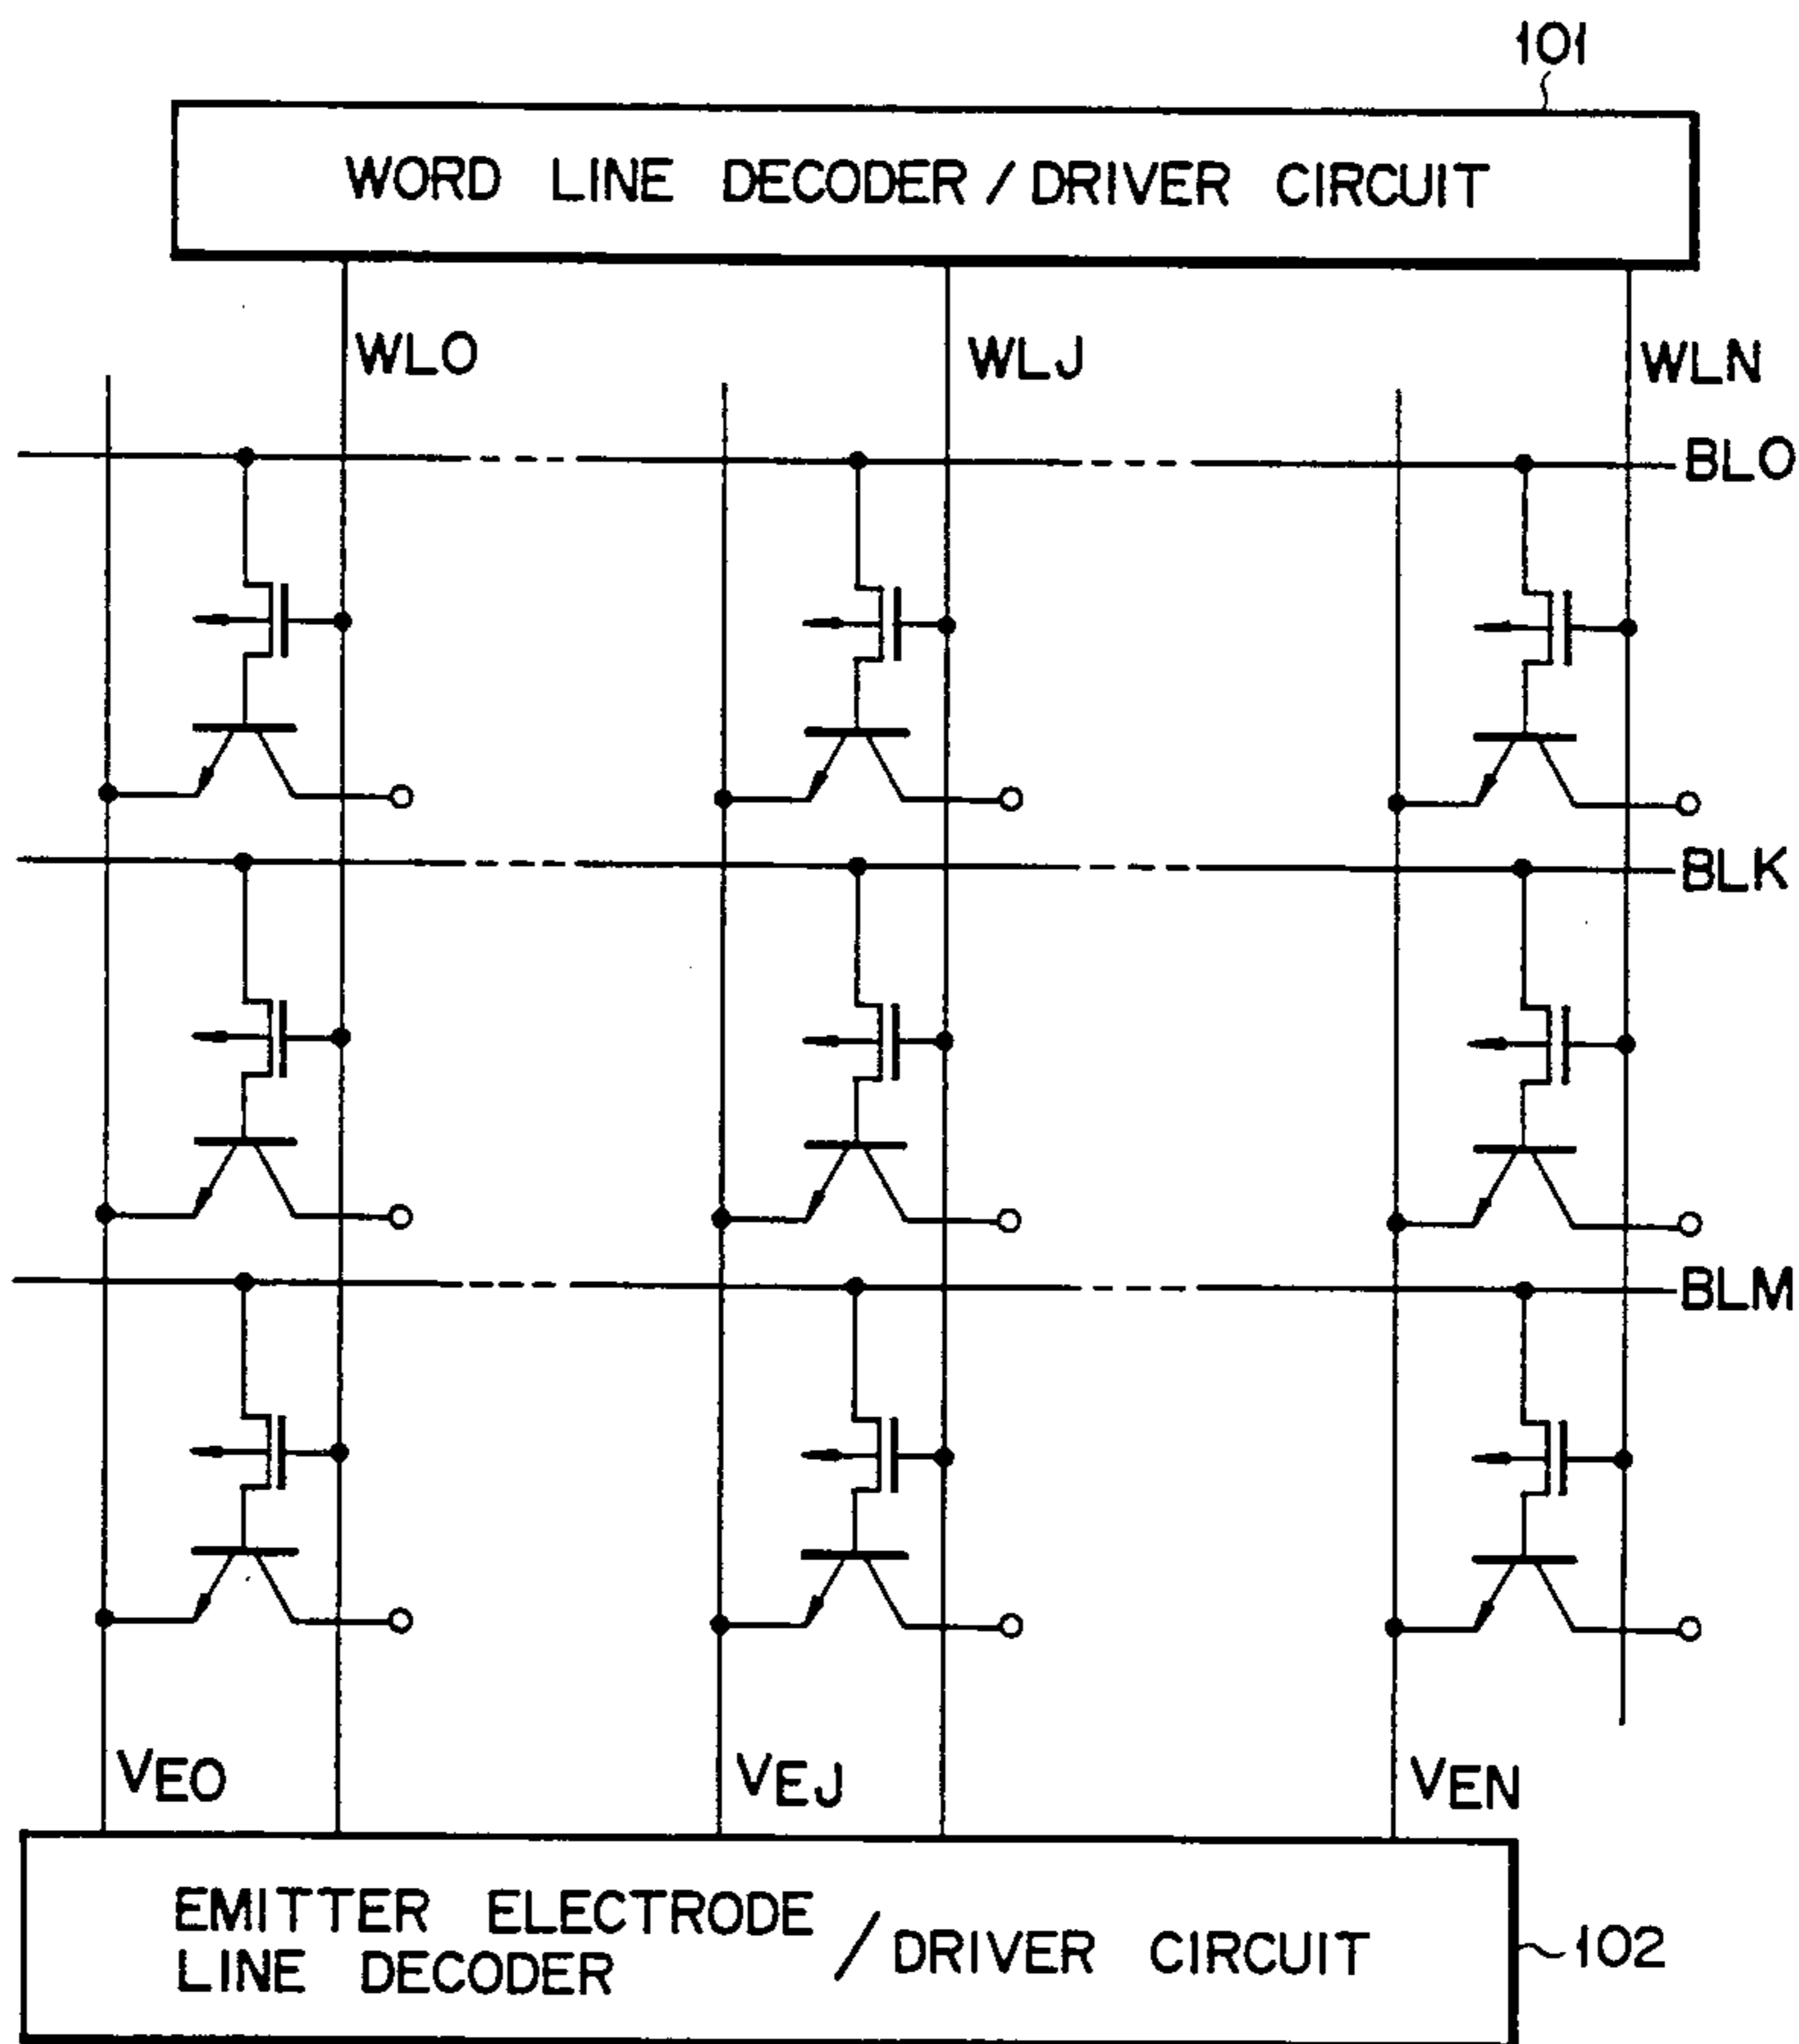 101
WORD LINE DECODER / DRIVER CIRCUIT
WLO
WLJ
WLN
BLO
BLK
BLM
VEO
VEJ
VEN
EMITTER ELECTRODE
LINE DECODER / DRIVER CIRCUIT
102